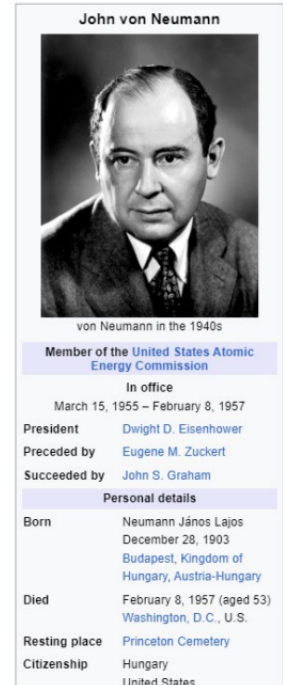 John von Neumann
von Neumann in the 1940s
Member of the United States Atomic
Energy Commission
In office
March 15, 1955 – February 8, 1957
President Dwight D. Eisenhower
Preceded by Eugene M. Zuckert
Succeeded by John S. Graham
Personal details
Born Neumann János Lajos
December 28, 1903
Budapest, Kingdom of
Hungary, Austria-Hungary
Died February 8, 1957 (aged 53)
Washington, D.C., U.S.
Resting place Princeton Cemetery
Citizenship Hungary
United States